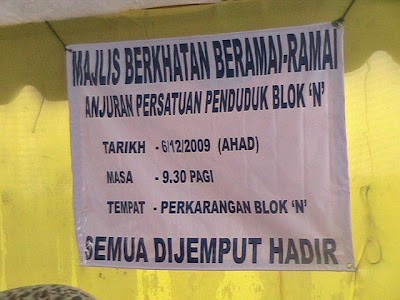 MAJLIS BERKHATAN BERAMAI-RAMAI
ANJURAN PERSATUAN PENDUDUK BLOK 'N'
TARIKH - 6/12/2009 (AHAD)
MASA - 9.30 PAGI
TEMPAT - PERKARANGAN BLOK 'N'
SEMUA DIJEMPUT HADIR